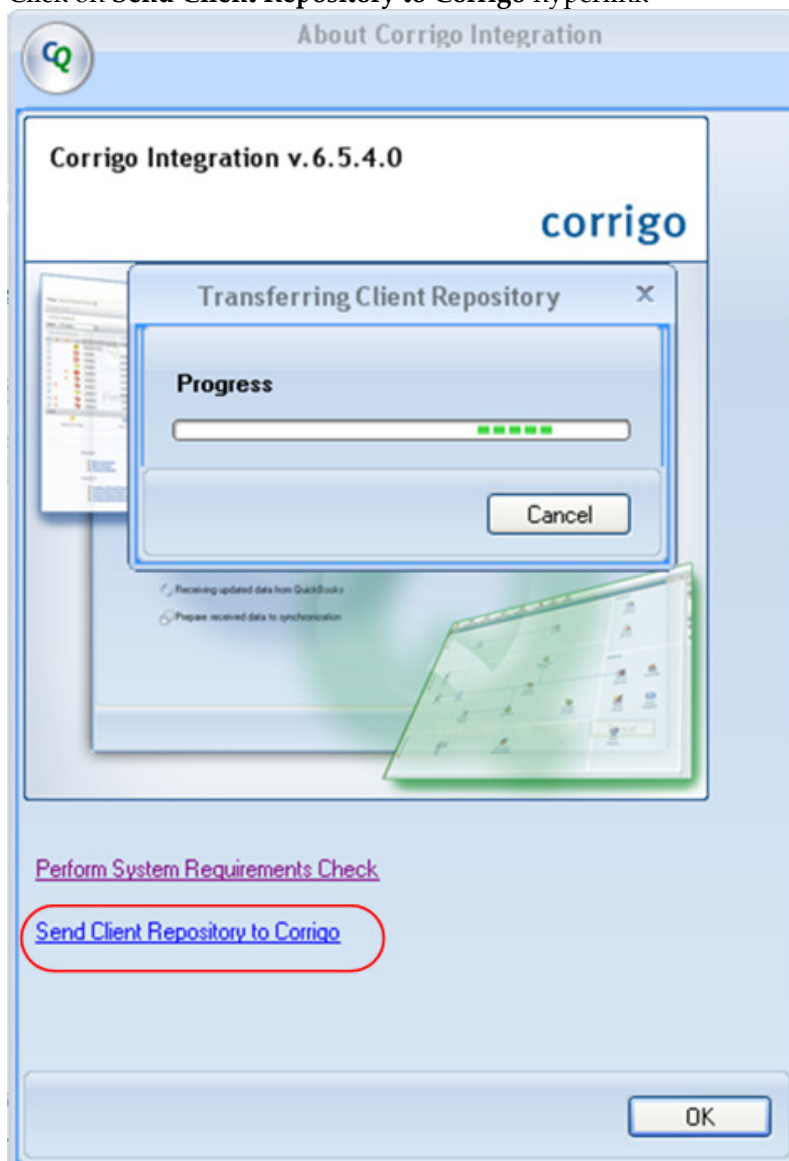 Click on Send Client Repository to Corrigo hyperlink
About Corrigo Integration
CQ
Corrigo Integration v.6.5.4.0
corrigo
Transferring Client Repository x
Progress
Cancel
Receiving updated data from QuickBooks
Prepare received data to synchronization
Perform System Requirements Check
Send Client Repository to Corrigo
OK